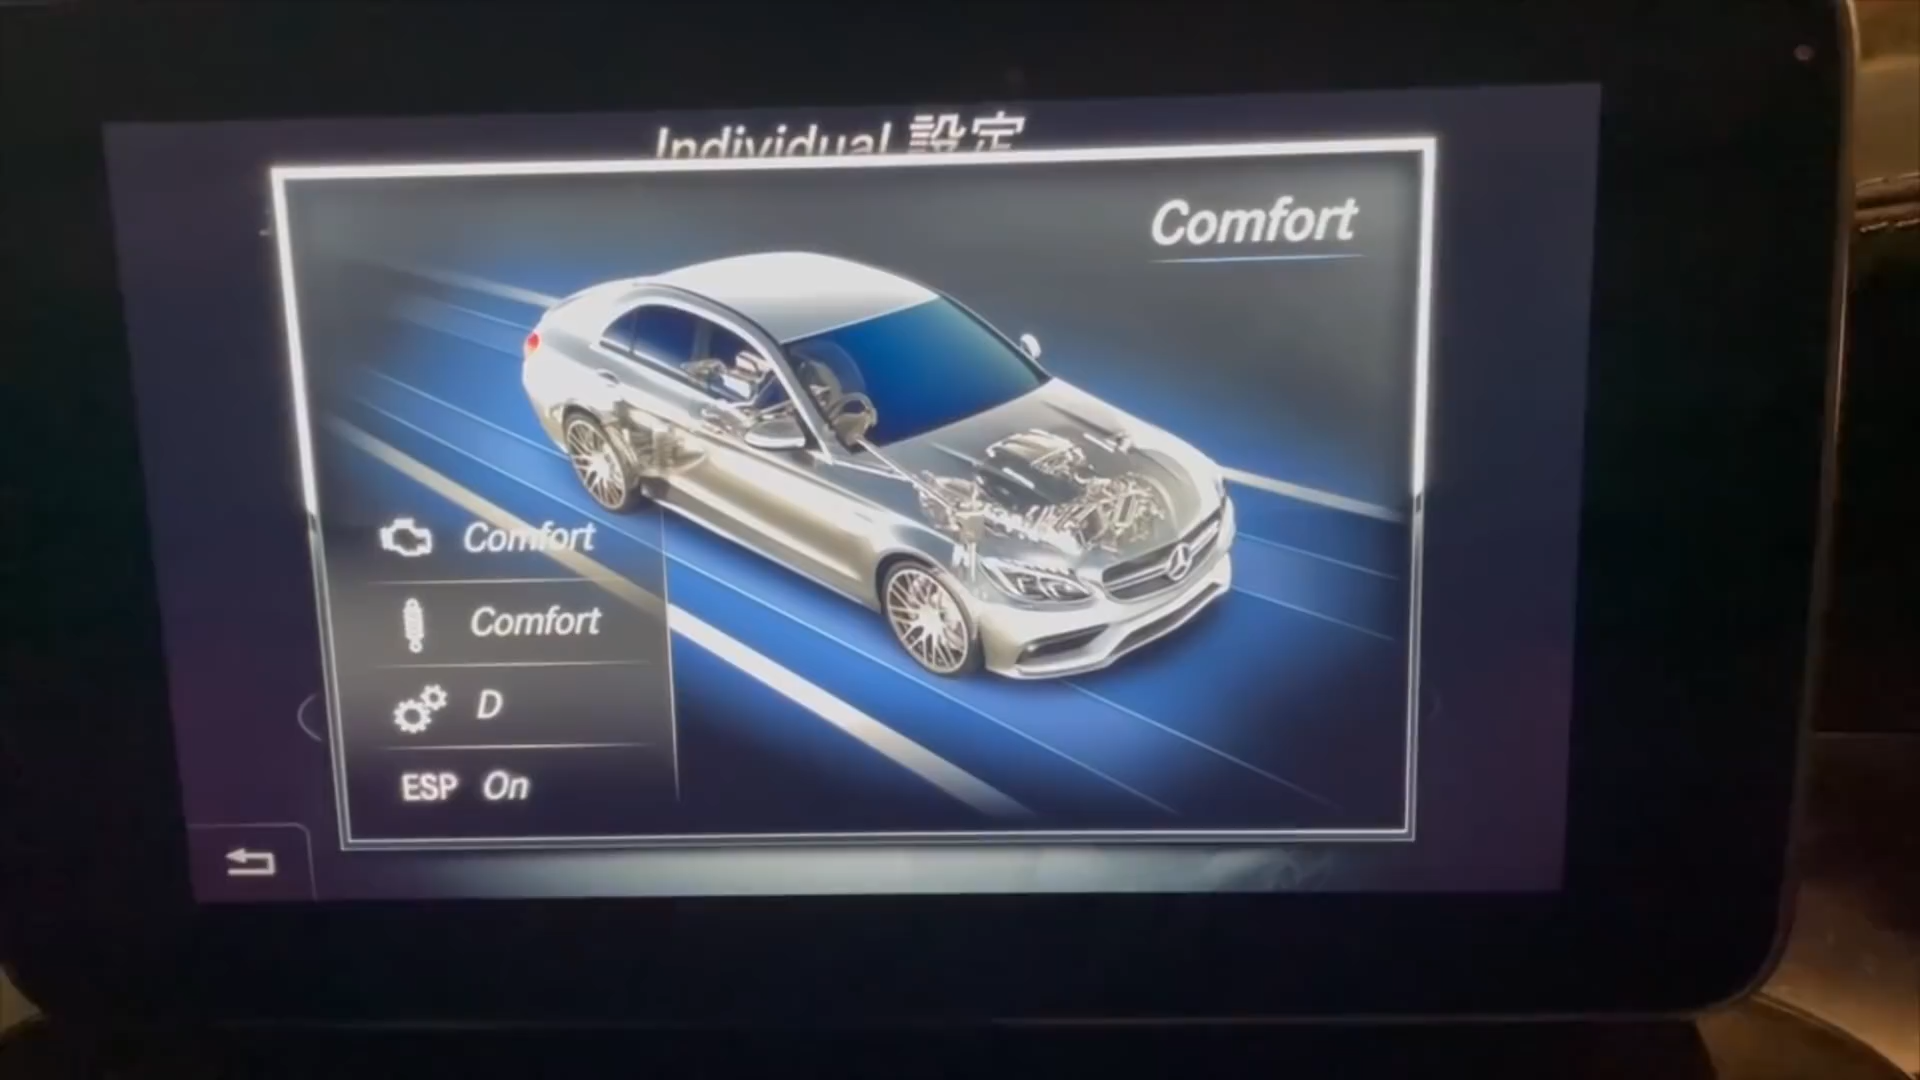 Individual 設定
Comfort
Comfort
Comfort
D
ESP On